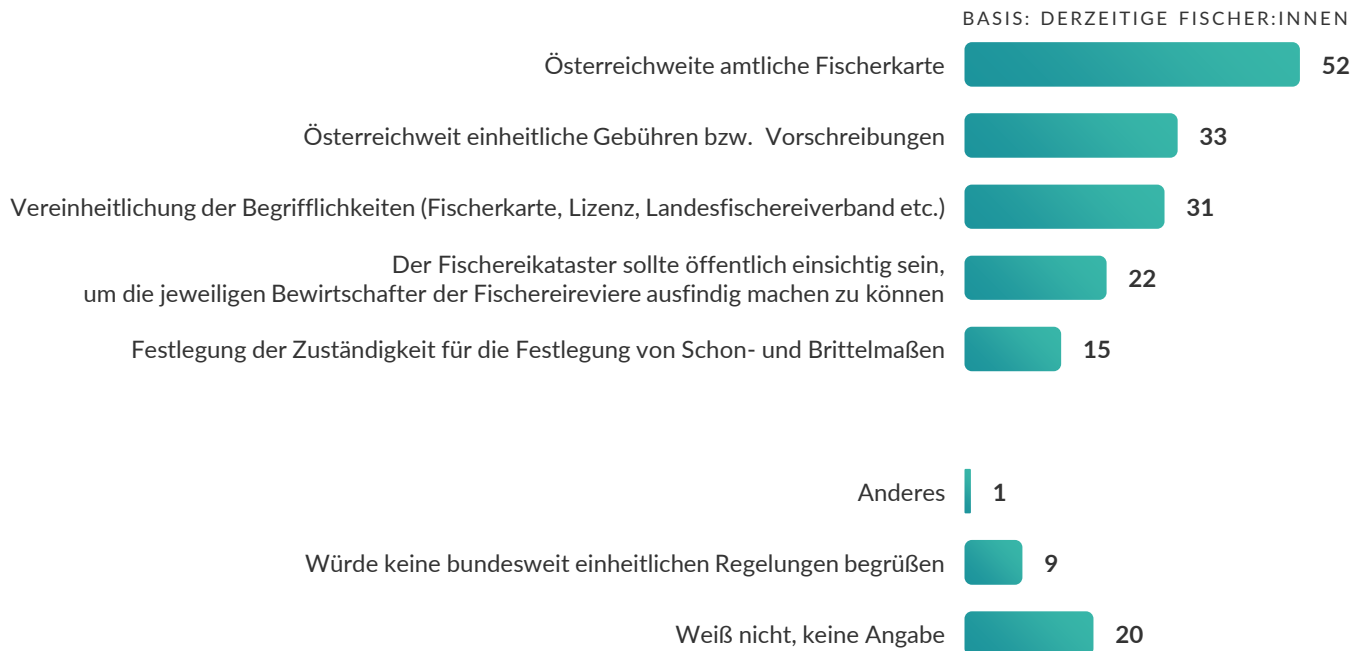 BASIS: DERZEITIGE FISCHER:INNEN
Österreichweite amtliche Fischerkarte 52
Österreichweit einheitliche Gebühren bzw. Vorschreibungen 33
Vereinheitlichung der Begrifflichkeiten (Fischerkarte, Lizenz, Landesfischereiverband etc.) 31
Der Fischereikataster sollte öffentlich einsichtig sein,
um die jeweiligen Bewirtschafter der Fischereireviere ausfindig machen zu können 22
Festlegung der Zuständigkeit für die Festlegung von Schon- und Brittelmaßen 15
Anderes 1
Würde keine bundesweit einheitlichen Regelungen begrüßen 9
Weiß nicht, keine Angabe 20